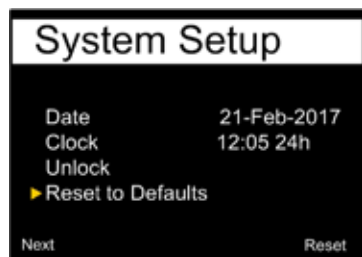 System Setup
Date 21-Feb-2017
Clock 12:05 24h
Unlock
Reset to Defaults
Next Reset